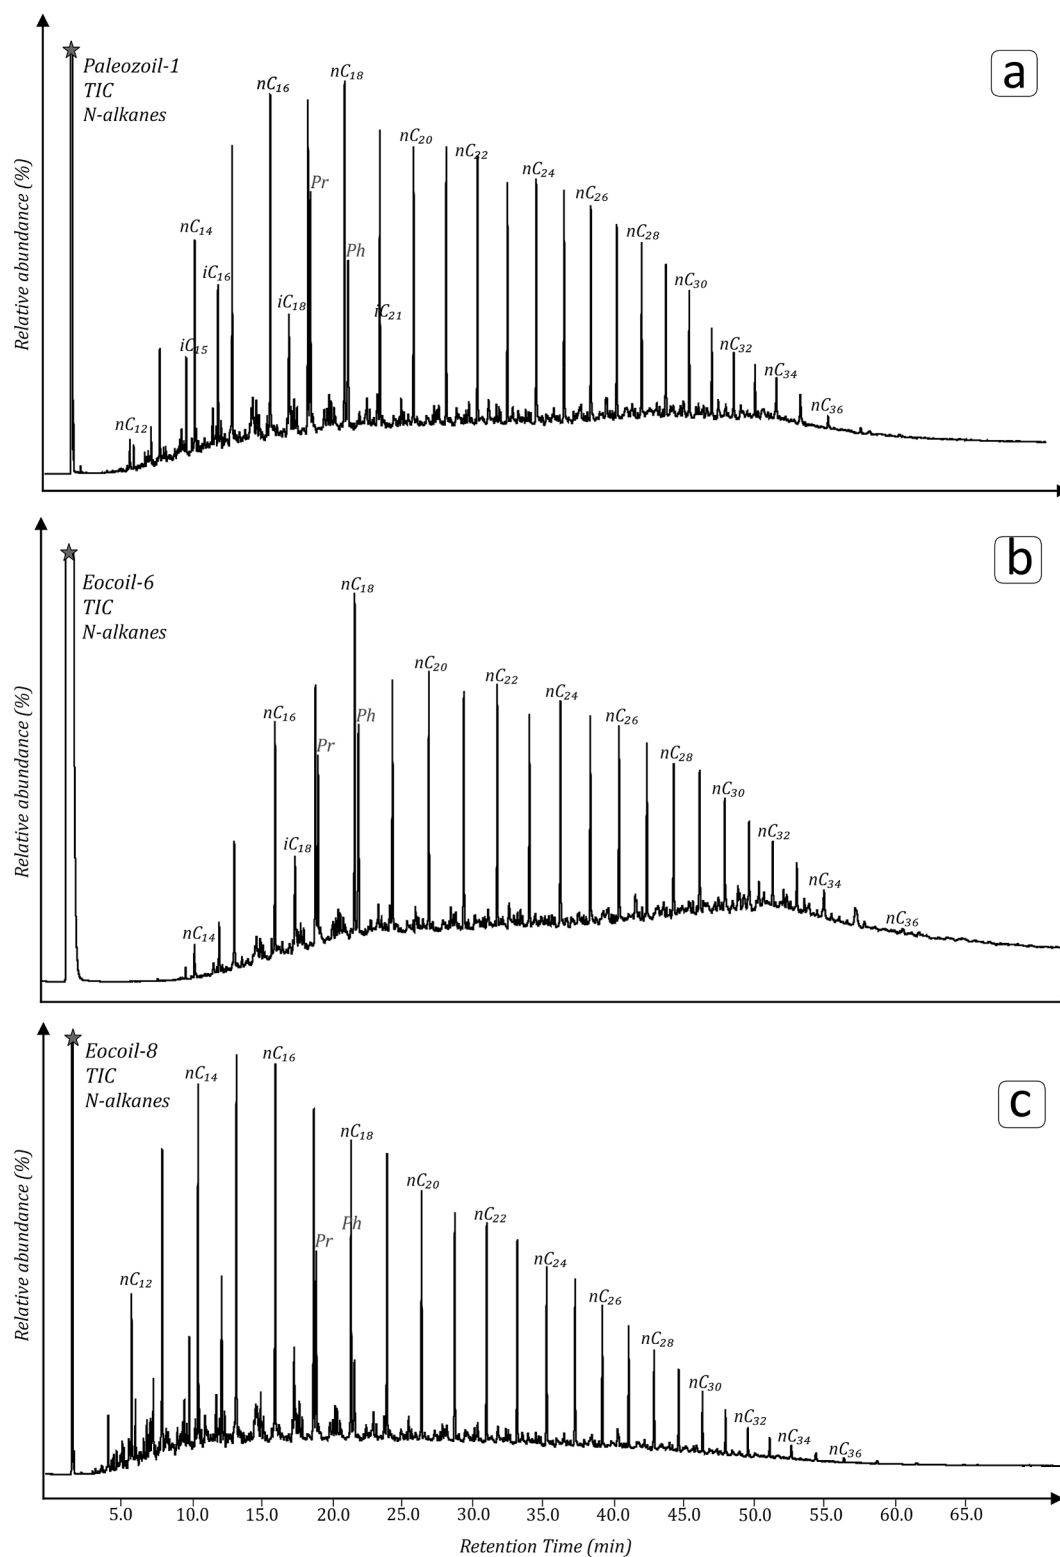 a
Paleozoil-1
TIC
N-alkanes
Relative abundance (%)
nC12
iC15
nC14
iC16
nC16
iC18
Pr
nC18
Ph
iC21
nC20
nC22
nC24
nC26
nC28
nC30
nC32
nC34
nC36
b
Eocoil-6
TIC
N-alkanes
Relative abundance (%)
nC14
nC16
iC18
Pr
nC18
Ph
nC20
nC22
nC24
nC26
nC28
nC30
nC32
nC34
nC36
c
Eocoil-8
TIC
N-alkanes
Relative abundance (%)
nC12
nC14
nC16
Pr
nC18
Ph
nC20
nC22
nC24
nC26
nC28
nC30
nC32
nC34
nC36
5.0 10.0 15.0 20.0 25.0 30.0 35.0 40.0 45.0 50.0 55.0 60.0 65.0
Retention Time (min)